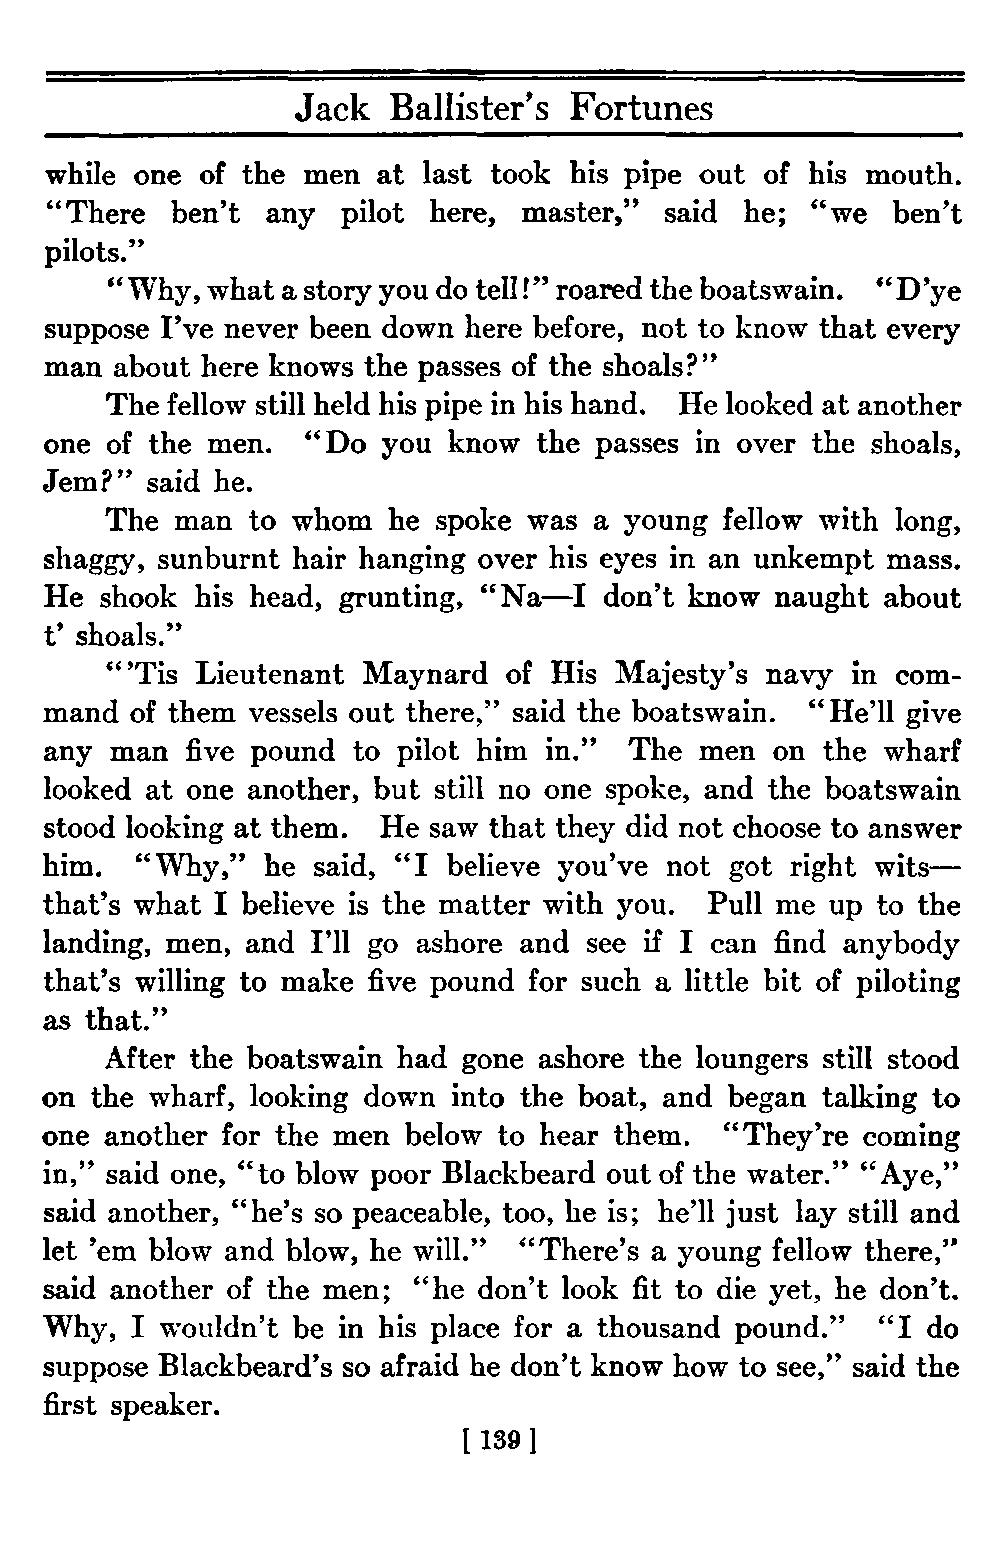 Jack Ballister's Fortunes
while one of the men at last took his pipe out of his mouth.
“There ben't any pilot here, master,” said he; “we ben't
pilots.”
“Why, what a story you do tell!” roared the boatswain. “D'ye
suppose I've never been down here before, not to know that every
man about here knows the passes of the shoals?”
The fellow still held his pipe in his hand. He looked at another
one of the men. “Do you know the passes in over the shoals,
Jem?” said he.
The man to whom he spoke was a young fellow with long,
shaggy, sunburnt hair hanging over his eyes in an unkempt mass.
He shook his head, grunting, “Na—I don't know naught about
t' shoals.”
“'Tis Lieutenant Maynard of His Majesty's navy in com-
mand of them vessels out there,” said the boatswain. “He'll give
any man five pound to pilot him in.” The men on the wharf
looked at one another, but still no one spoke, and the boatswain
stood looking at them. He saw that they did not choose to answer
him. “Why,” he said, “I believe you've not got right wits—
that's what I believe is the matter with you. Pull me up to the
landing, men, and I'll go ashore and see if I can find anybody
that's willing to make five pound for such a little bit of piloting
as that.”
After the boatswain had gone ashore the loungers still stood
on the wharf, looking down into the boat, and began talking to
one another for the men below to hear them. “They're coming
in,” said one, “to blow poor Blackbeard out of the water.” “Aye,”
said another, “he's so peaceable, too, he is; he'll just lay still and
let 'em blow and blow, he will.” “There's a young fellow there,”
said another of the men; “he don't look fit to die yet, he don't.
Why, I wouldn't be in his place for a thousand pound.” “I do
suppose Blackbeard's so afraid he don't know how to see,” said the
first speaker.
[ 139 ]